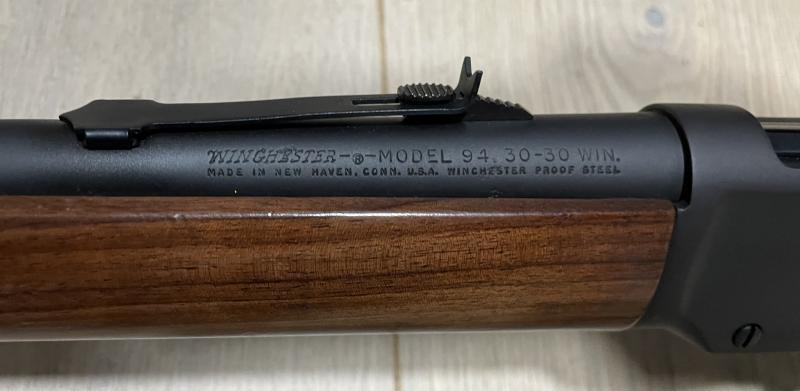 WINCHESTER-®-MODEL 94. 30-30 WIN.
MADE IN NEW HAVEN, CONN. U.S.A. WINCHESTER PROOF STEEL